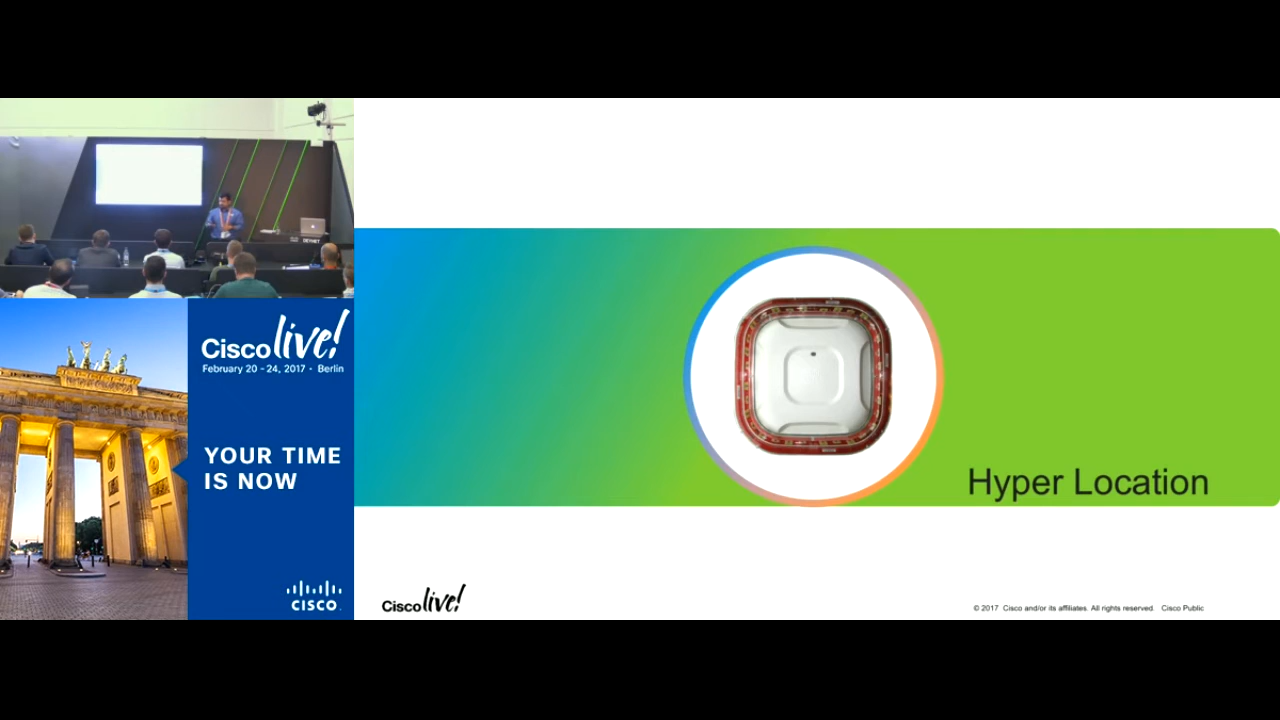 DEVNET
Cisco live!
February 20 - 24, 2017 • Berlin
YOUR TIME
IS NOW
CISCO
Hyper Location
Cisco live!
© 2017 Cisco and/or its affiliates. All rights reserved. Cisco Public